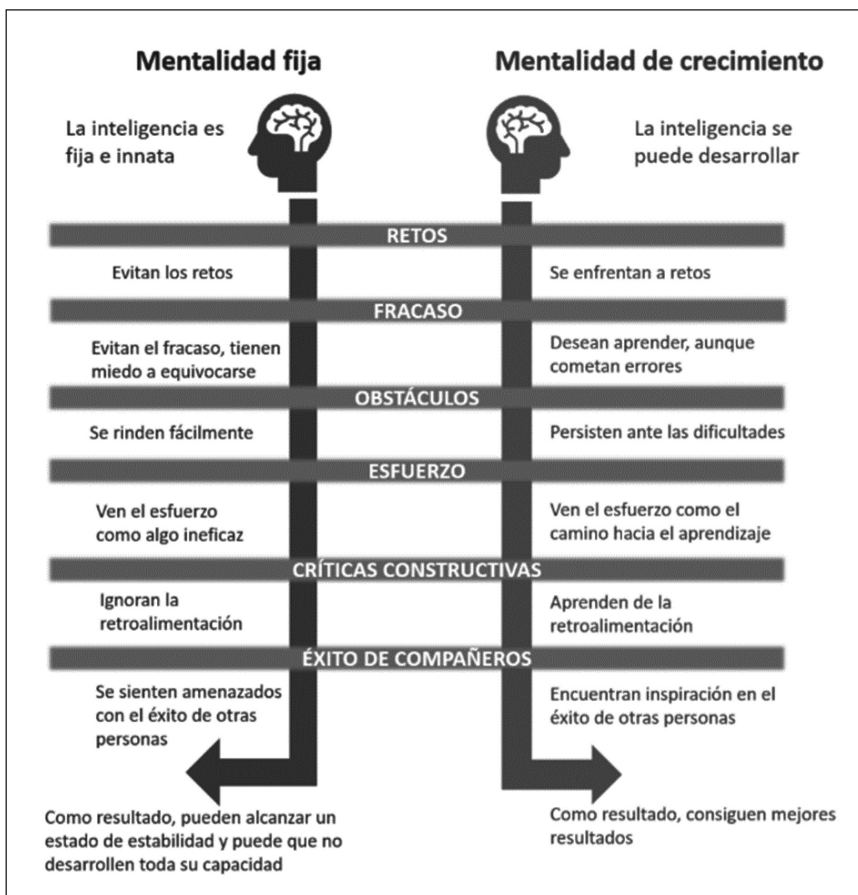 Mentalidad fija
Mentalidad de crecimiento
La inteligencia es
fija e innata
La inteligencia se
puede desarrollar
RETOS
Evitan los retos
Se enfrentan a retos
FRACASO
Evitan el fracaso, tienen
miedo a equivocarse
Desean aprender, aunque
cometan errores
OBSTÁCULOS
Se rinden fácilmente
Persisten ante las dificultades
ESFUERZO
Ven el esfuerzo
como algo ineficaz
Ven el esfuerzo como el
camino hacia el aprendizaje
CRÍTICAS CONSTRUCTIVAS
Ignoran la
retroalimentación
Aprenden de la
retroalimentación
ÉXITO DE COMPAÑEROS
Se sienten amenazados
con el éxito de otras
personas
Encuentran inspiración en el
éxito de otras personas
Como resultado, pueden alcanzar un
estado de estabilidad y puede que no
desarrollen toda su capacidad
Como resultado, consiguen mejores
resultados